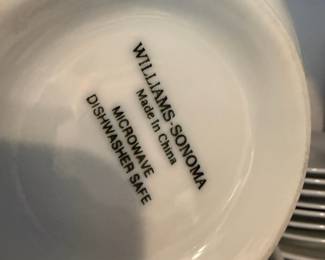 WILLIAMS-SONOMA
Made In China
MICROWAVE
DISHWASHER SAFE